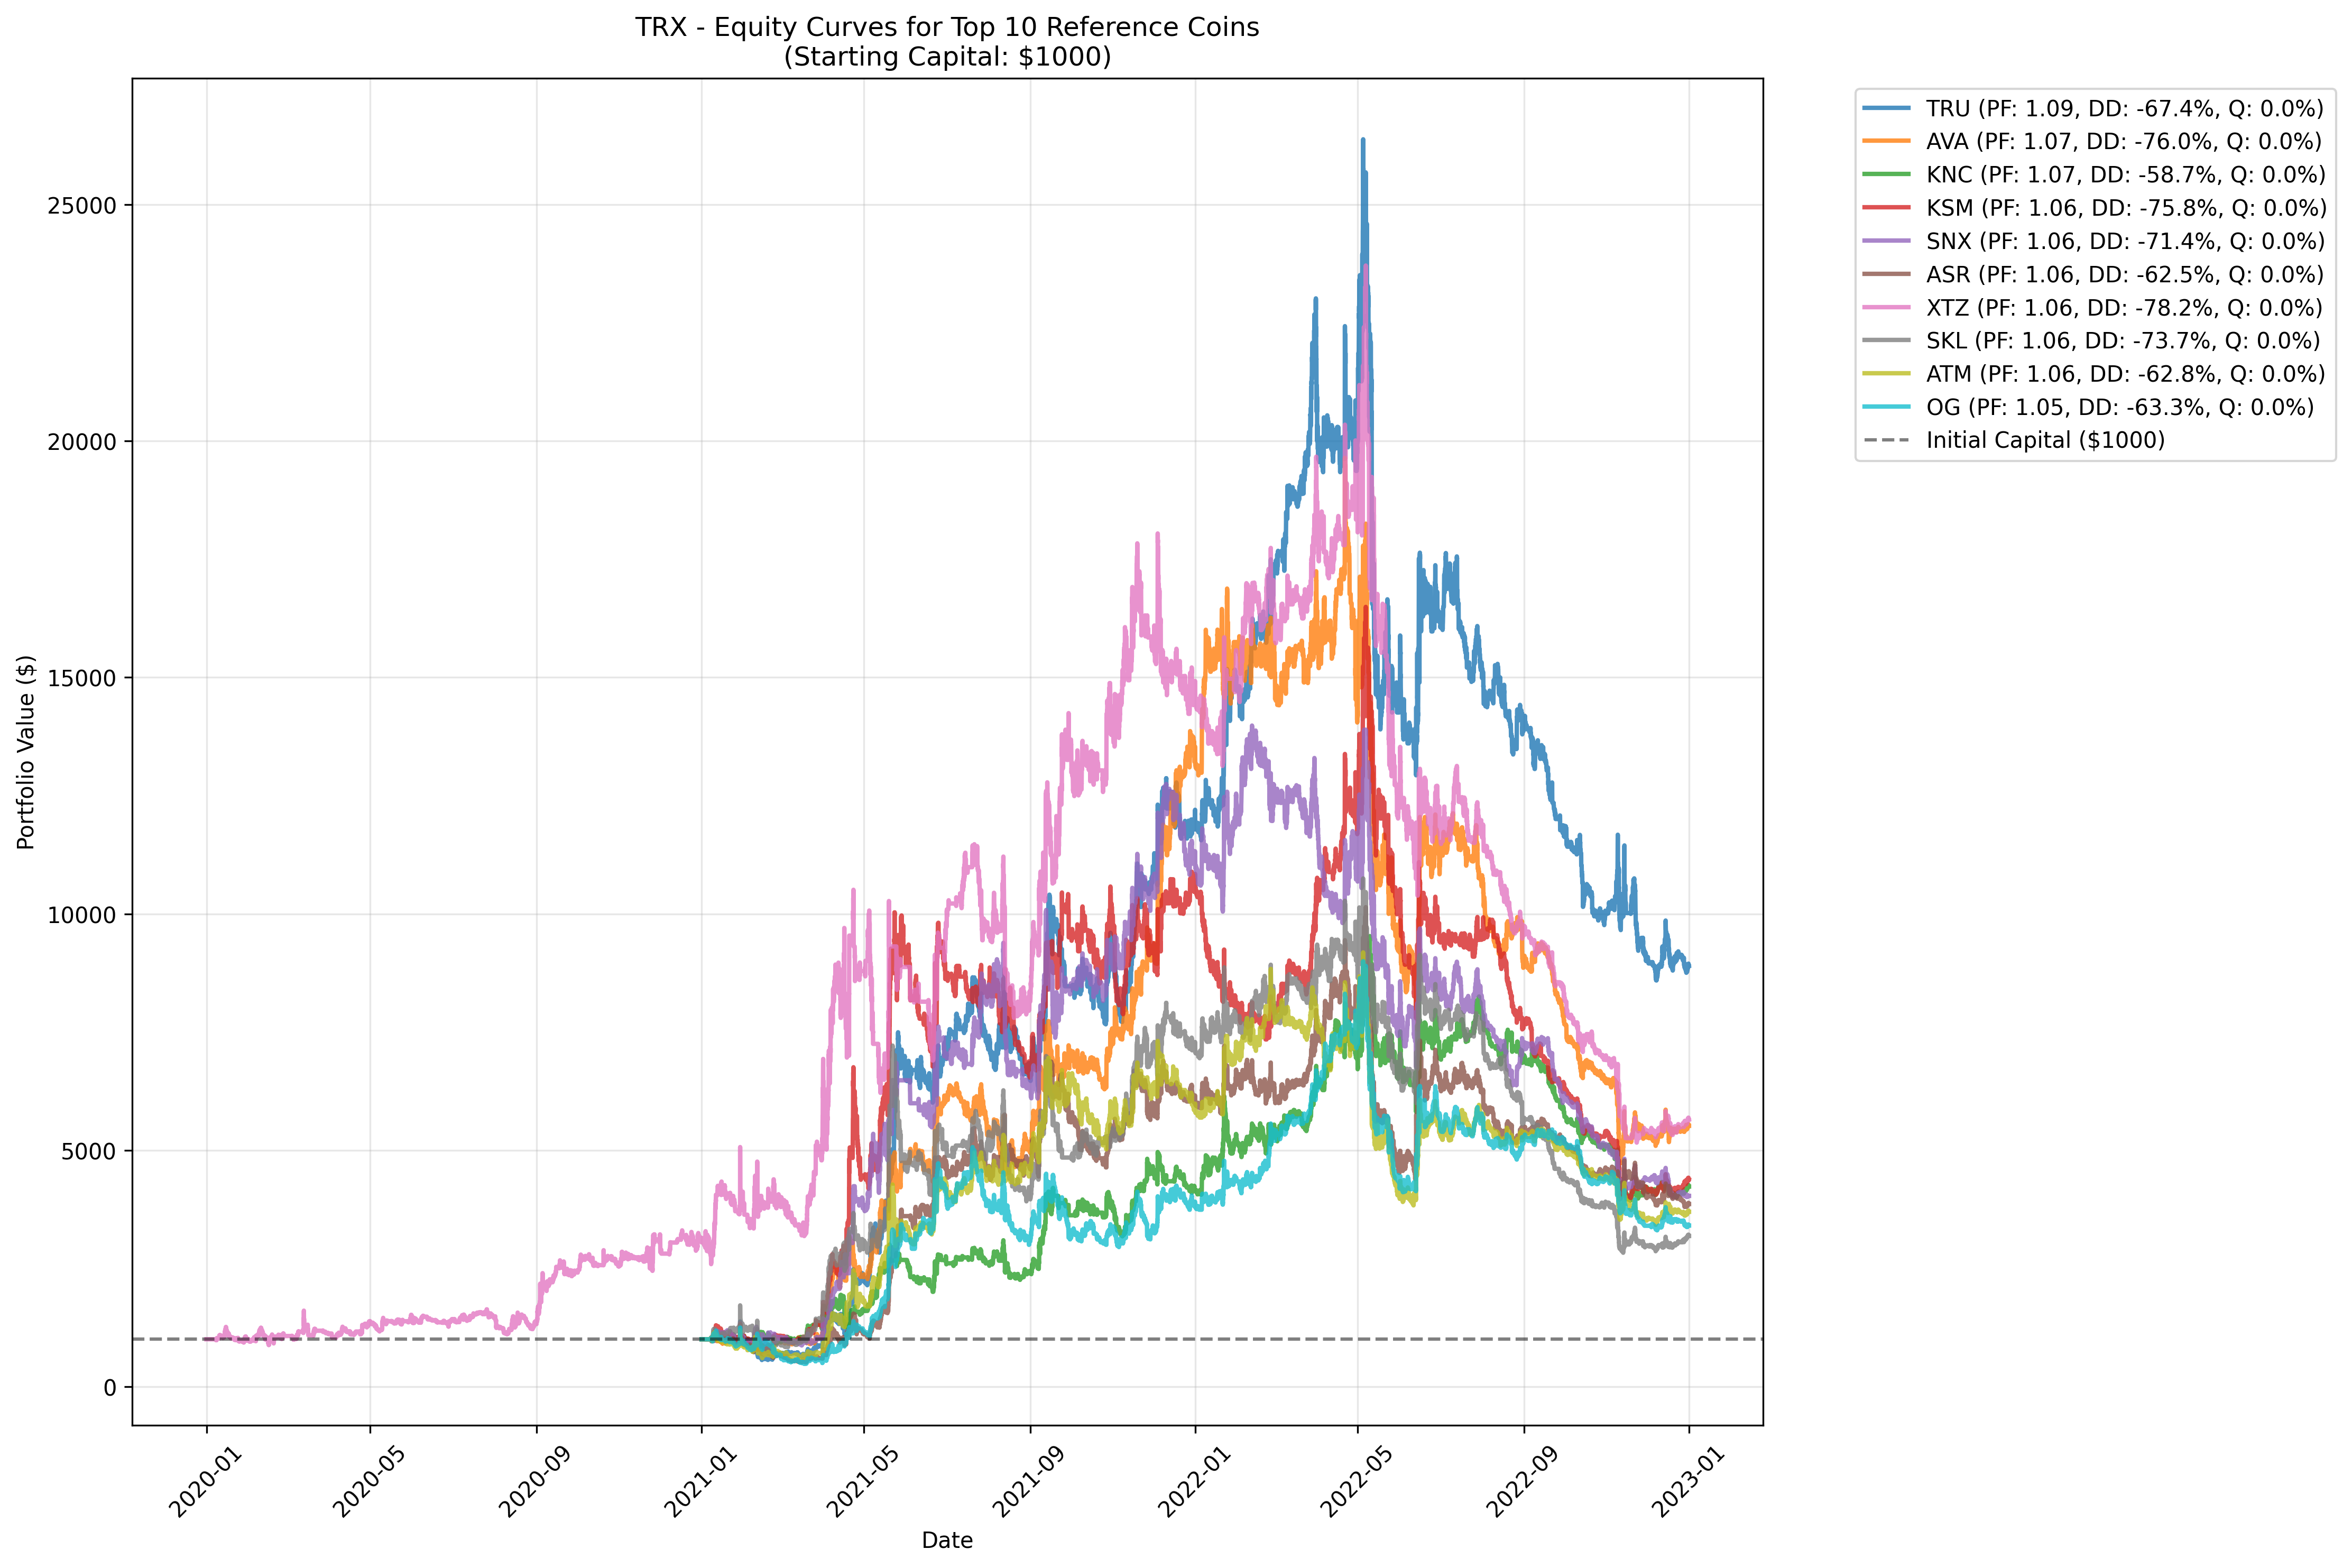 TRX - Equity Curves for Top 10 Reference Coins
(Starting Capital: $1000)
TRU (PF: 1.09, DD: -67.4%, Q: 0.0%)
AVA (PF: 1.07, DD: -76.0%, Q: 0.0%)
KNC (PF: 1.07, DD: -58.7%, Q: 0.0%)
KSM (PF: 1.06, DD: -75.8%, Q: 0.0%)
SNX (PF: 1.06, DD: -71.4%, Q: 0.0%)
ASR (PF: 1.06, DD: -62.5%, Q: 0.0%)
XTZ (PF: 1.06, DD: -78.2%, Q: 0.0%)
SKL (PF: 1.06, DD: -73.7%, Q: 0.0%)
ATM (PF: 1.06, DD: -62.8%, Q: 0.0%)
OG (PF: 1.05, DD: -63.3%, Q: 0.0%)
Initial Capital ($1000)
Portfolio Value ($)
25000
20000
15000
10000
5000
0
2020-01
2020-05
2020-09
2021-01
2021-05
2021-09
2022-01
2022-05
2022-09
2023-01
Date